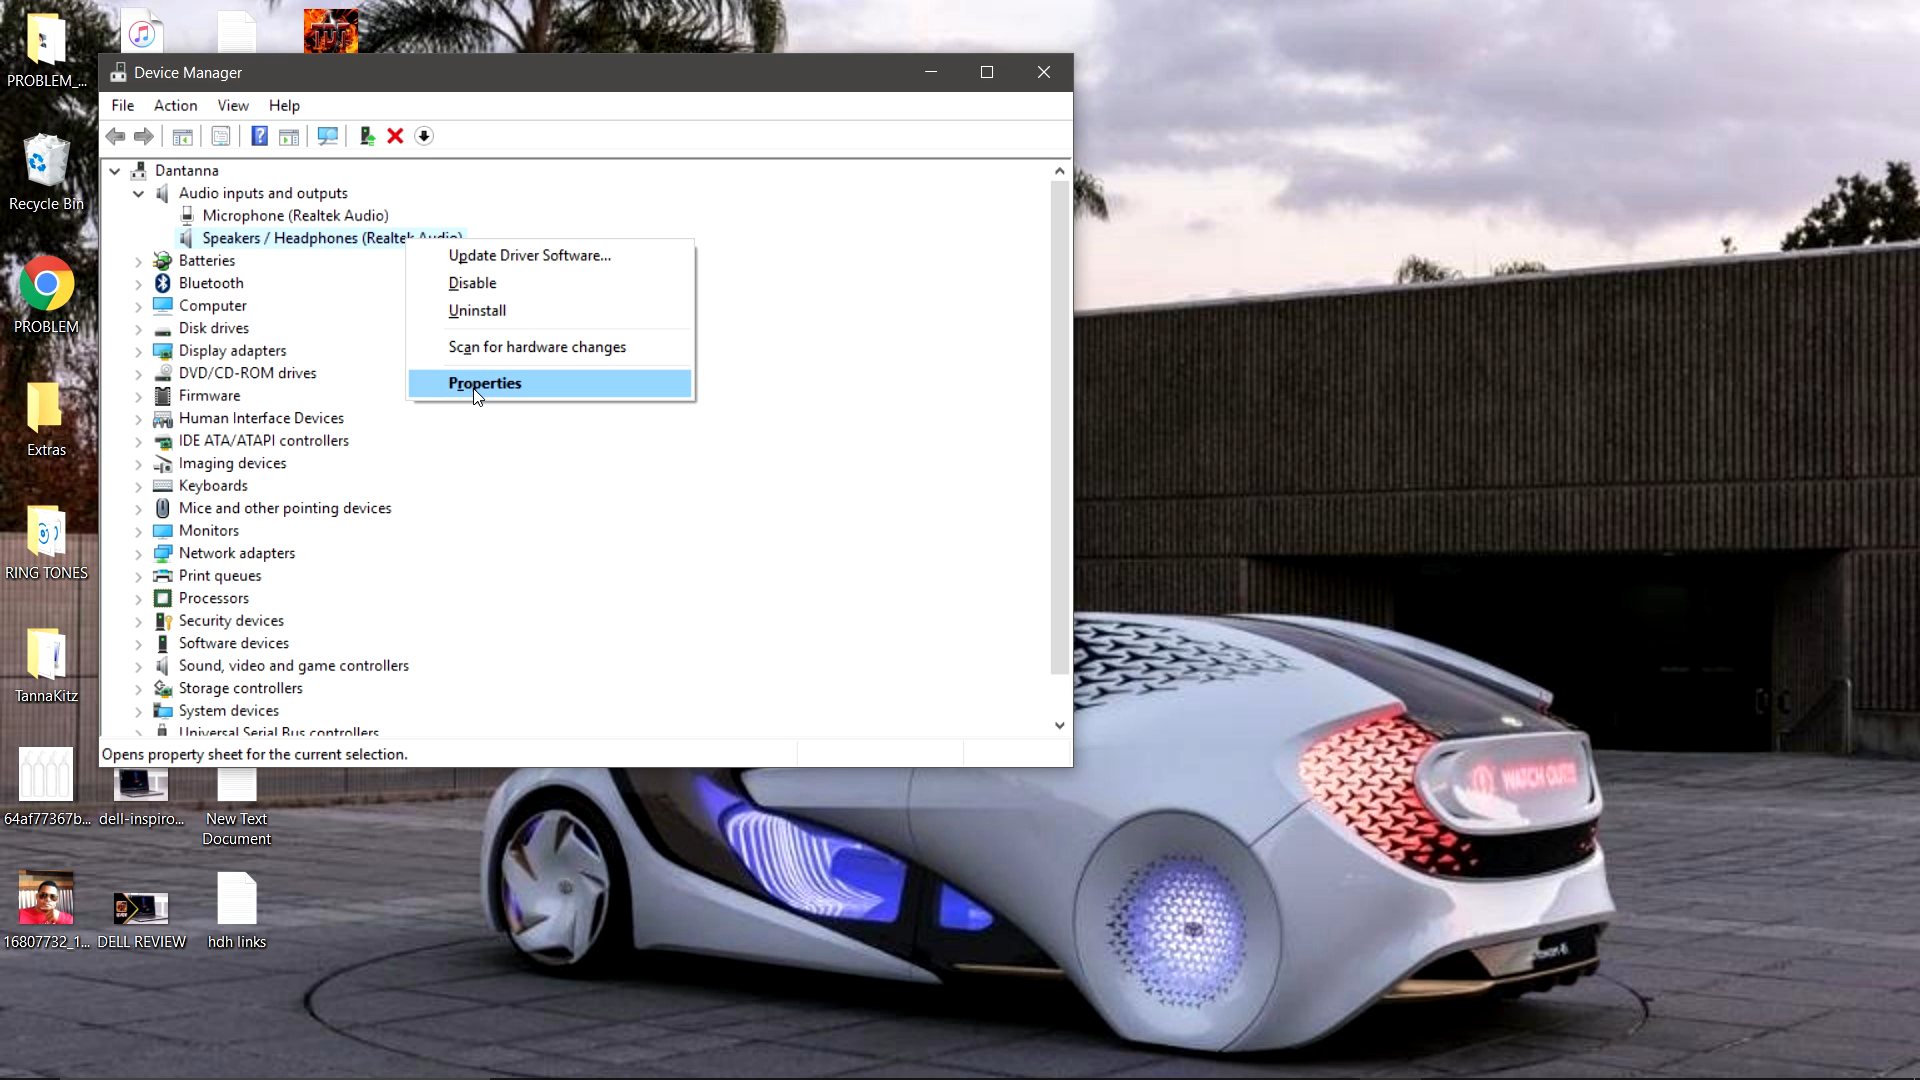 PROBLEM_...
Recycle Bin
PROBLEM
Extras
RING TONES
TannaKitz
64af77367b...
dell-inspiro...
New Text
Document
16807732_1...
DELL REVIEW
hdh links
TDT
Device Manager
File Action View Help
Dantanna
Audio inputs and outputs
Microphone (Realtek Audio)
Speakers / Headphones (Realtek Audio)
Batteries
Bluetooth
Computer
Disk drives
Display adapters
DVD/CD-ROM drives
Firmware
Human Interface Devices
IDE ATA/ATAPI controllers
Imaging devices
Keyboards
Mice and other pointing devices
Monitors
Network adapters
Print queues
Processors
Security devices
Software devices
Sound, video and game controllers
Storage controllers
System devices
Universal Serial Bus controllers
Update Driver Software...
Disable
Uninstall
Scan for hardware changes
Properties
Opens property sheet for the current selection.
WATCH OUT!